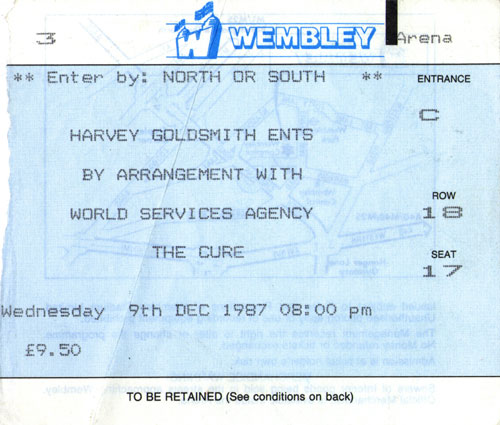 3 WEMBLEY Arena
** Enter by: NORTH OR SOUTH ** ENTRANCE
C
HARVEY GOLDSMITH ENTS
BY ARRANGEMENT WITH
ROW
WORLD SERVICES AGENCY 18
THE CURE SEAT
17
Wednesday 9th DEC 1987 08:00 pm
£9.50
TO BE RETAINED (See conditions on back)